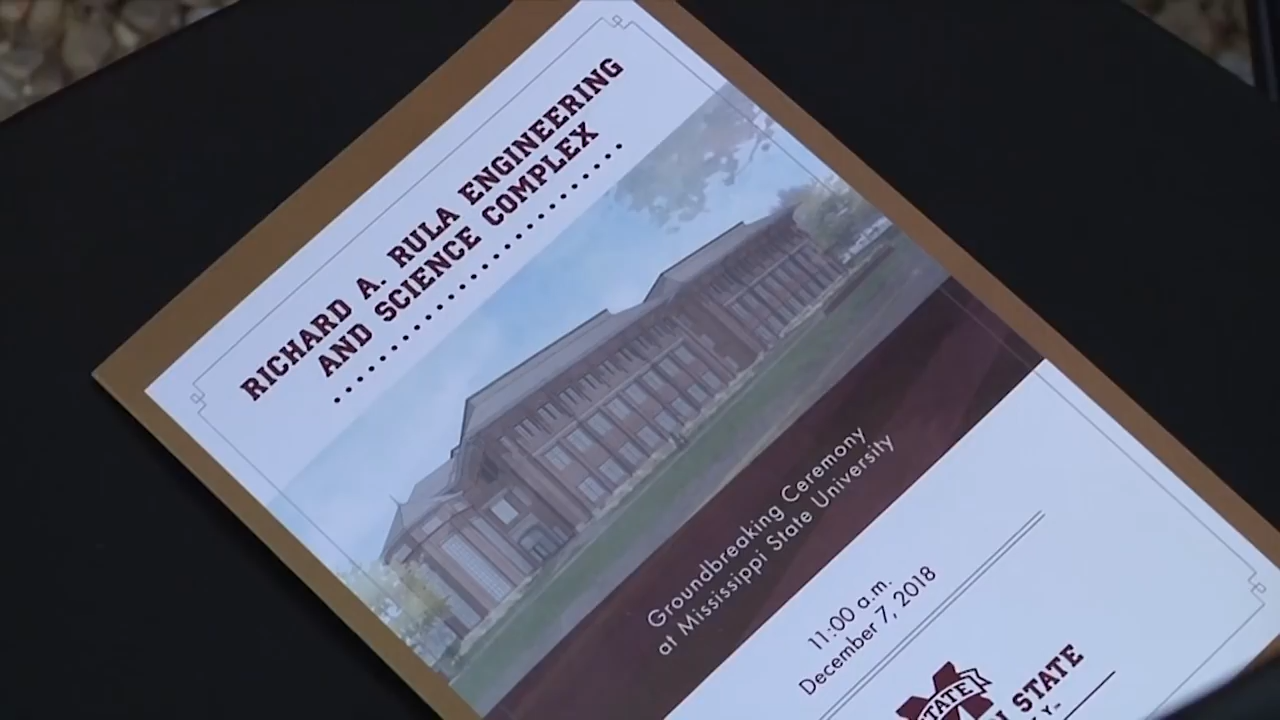 RICHARD A. RULA ENGINEERING
AND SCIENCE COMPLEX
Groundbreaking Ceremony
at Mississippi State University
11:00 a.m.
December 7, 2018
STATE
STATE